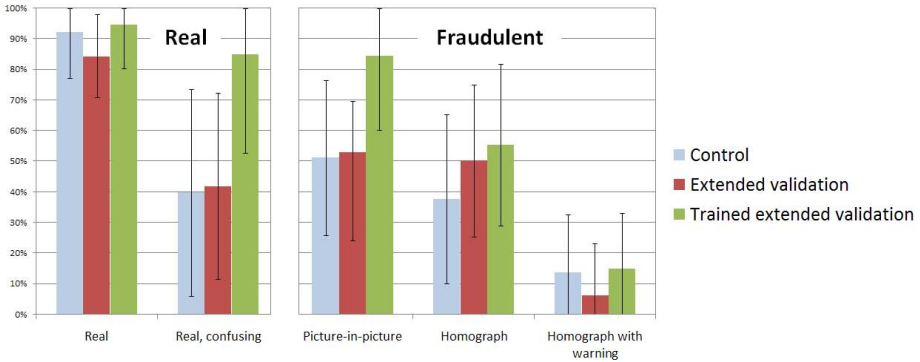 100%
90%
80%
70%
60%
50%
40%
30%
20%
10%
0%
Real
Fraudulent
Real
Real, confusing
Picture-in-picture
Homograph
Homograph with
warning
Control
Extended validation
Trained extended validation